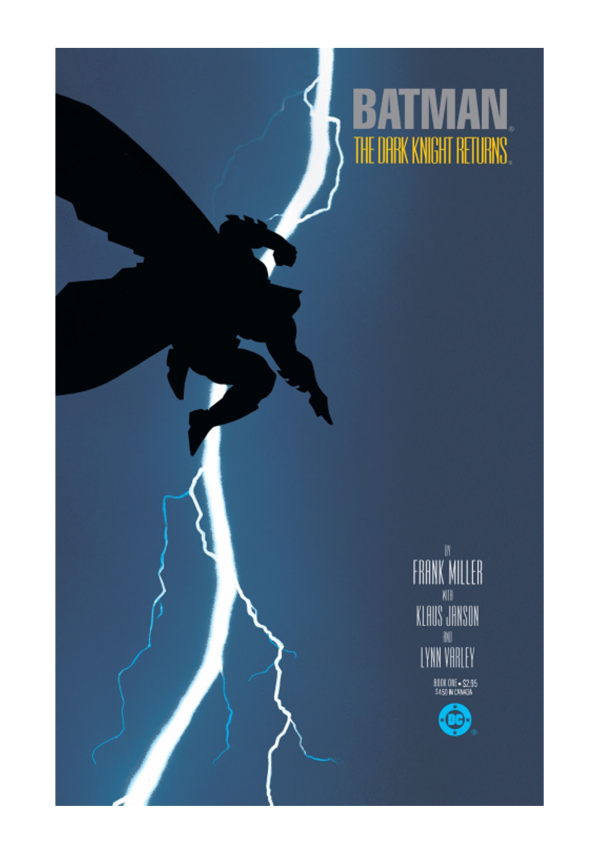 BATMAN®
THE DARK KNIGHT RETURNS™
BY
FRANK MILLER
WITH
KLAUS JANSON
AND
LYNN VARLEY
BOOK ONE • $2.95
$4.50 IN CANADA
DC®